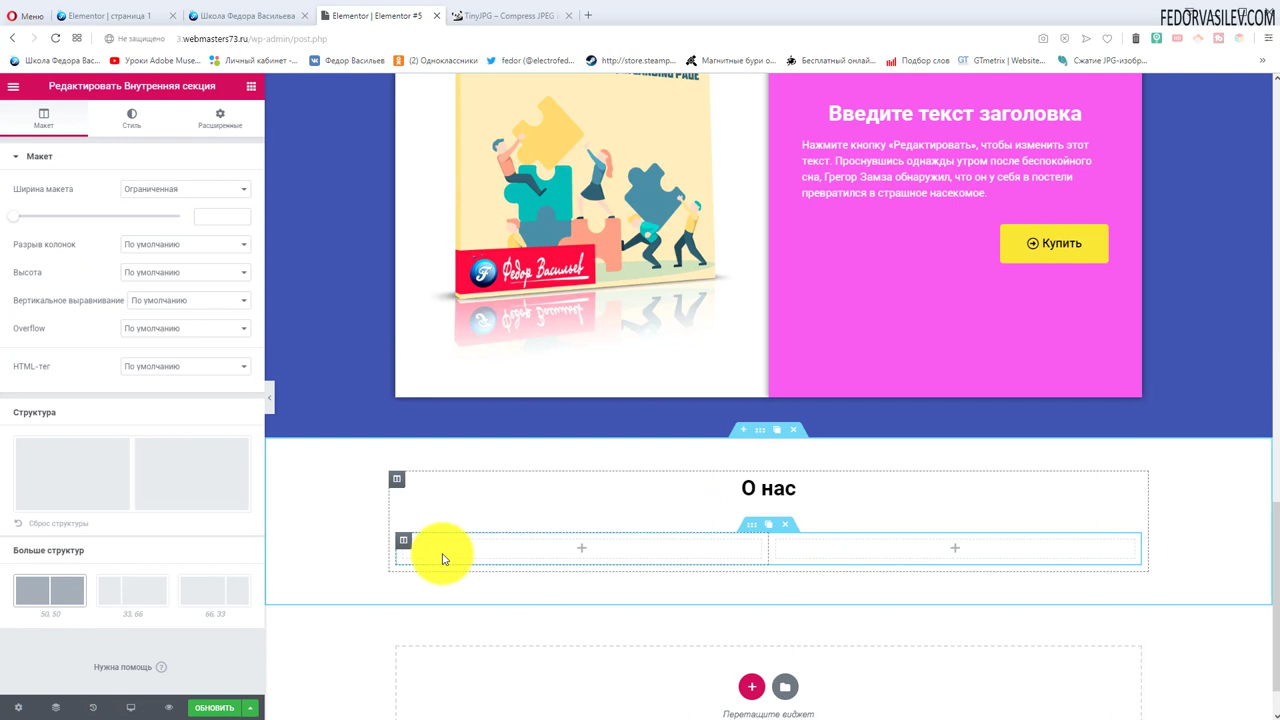 Меню
Elementor | страница 1
Школа Федора Васильева
Elementor | Elementor #5
TinyJPG – Compress JPEG
FEDORVASILEV.COM
Не защищено
3.webmasters73.ru/wp-admin/post.php
Школа Федора Вас...
Уроки Adobe Muse...
Личный кабинет -...
Федор Васильев
(2) Одноклассники
fedor (@electrofed...
http://store.steamp...
Магнитные бури о...
Бесплатный онлай...
Подбор слов
GTmetrix | Website...
Сжатие JPG-изобр...
Редактировать Внутренняя секция
Макет
Стиль
Расширенные
Макет
Ширина макета
Ограниченная
Разрыв колонок
По умолчанию
Высота
По умолчанию
Вертикальное выравнивание
По умолчанию
Overflow
По умолчанию
HTML-тег
По умолчанию
Структура
Сброс структуры
Больше структур
50, 50
33, 66
66, 33
Нужна помощь
ОБНОВИТЬ
Федор Васильев
Введите текст заголовка
Нажмите кнопку «Редактировать», чтобы изменить этот
текст. Проснувшись однажды утром после беспокойного
сна, Грегор Замза обнаружил, что он у себя в постели
превратился в страшное насекомое.
Купить
О нас
Перетащите виджет